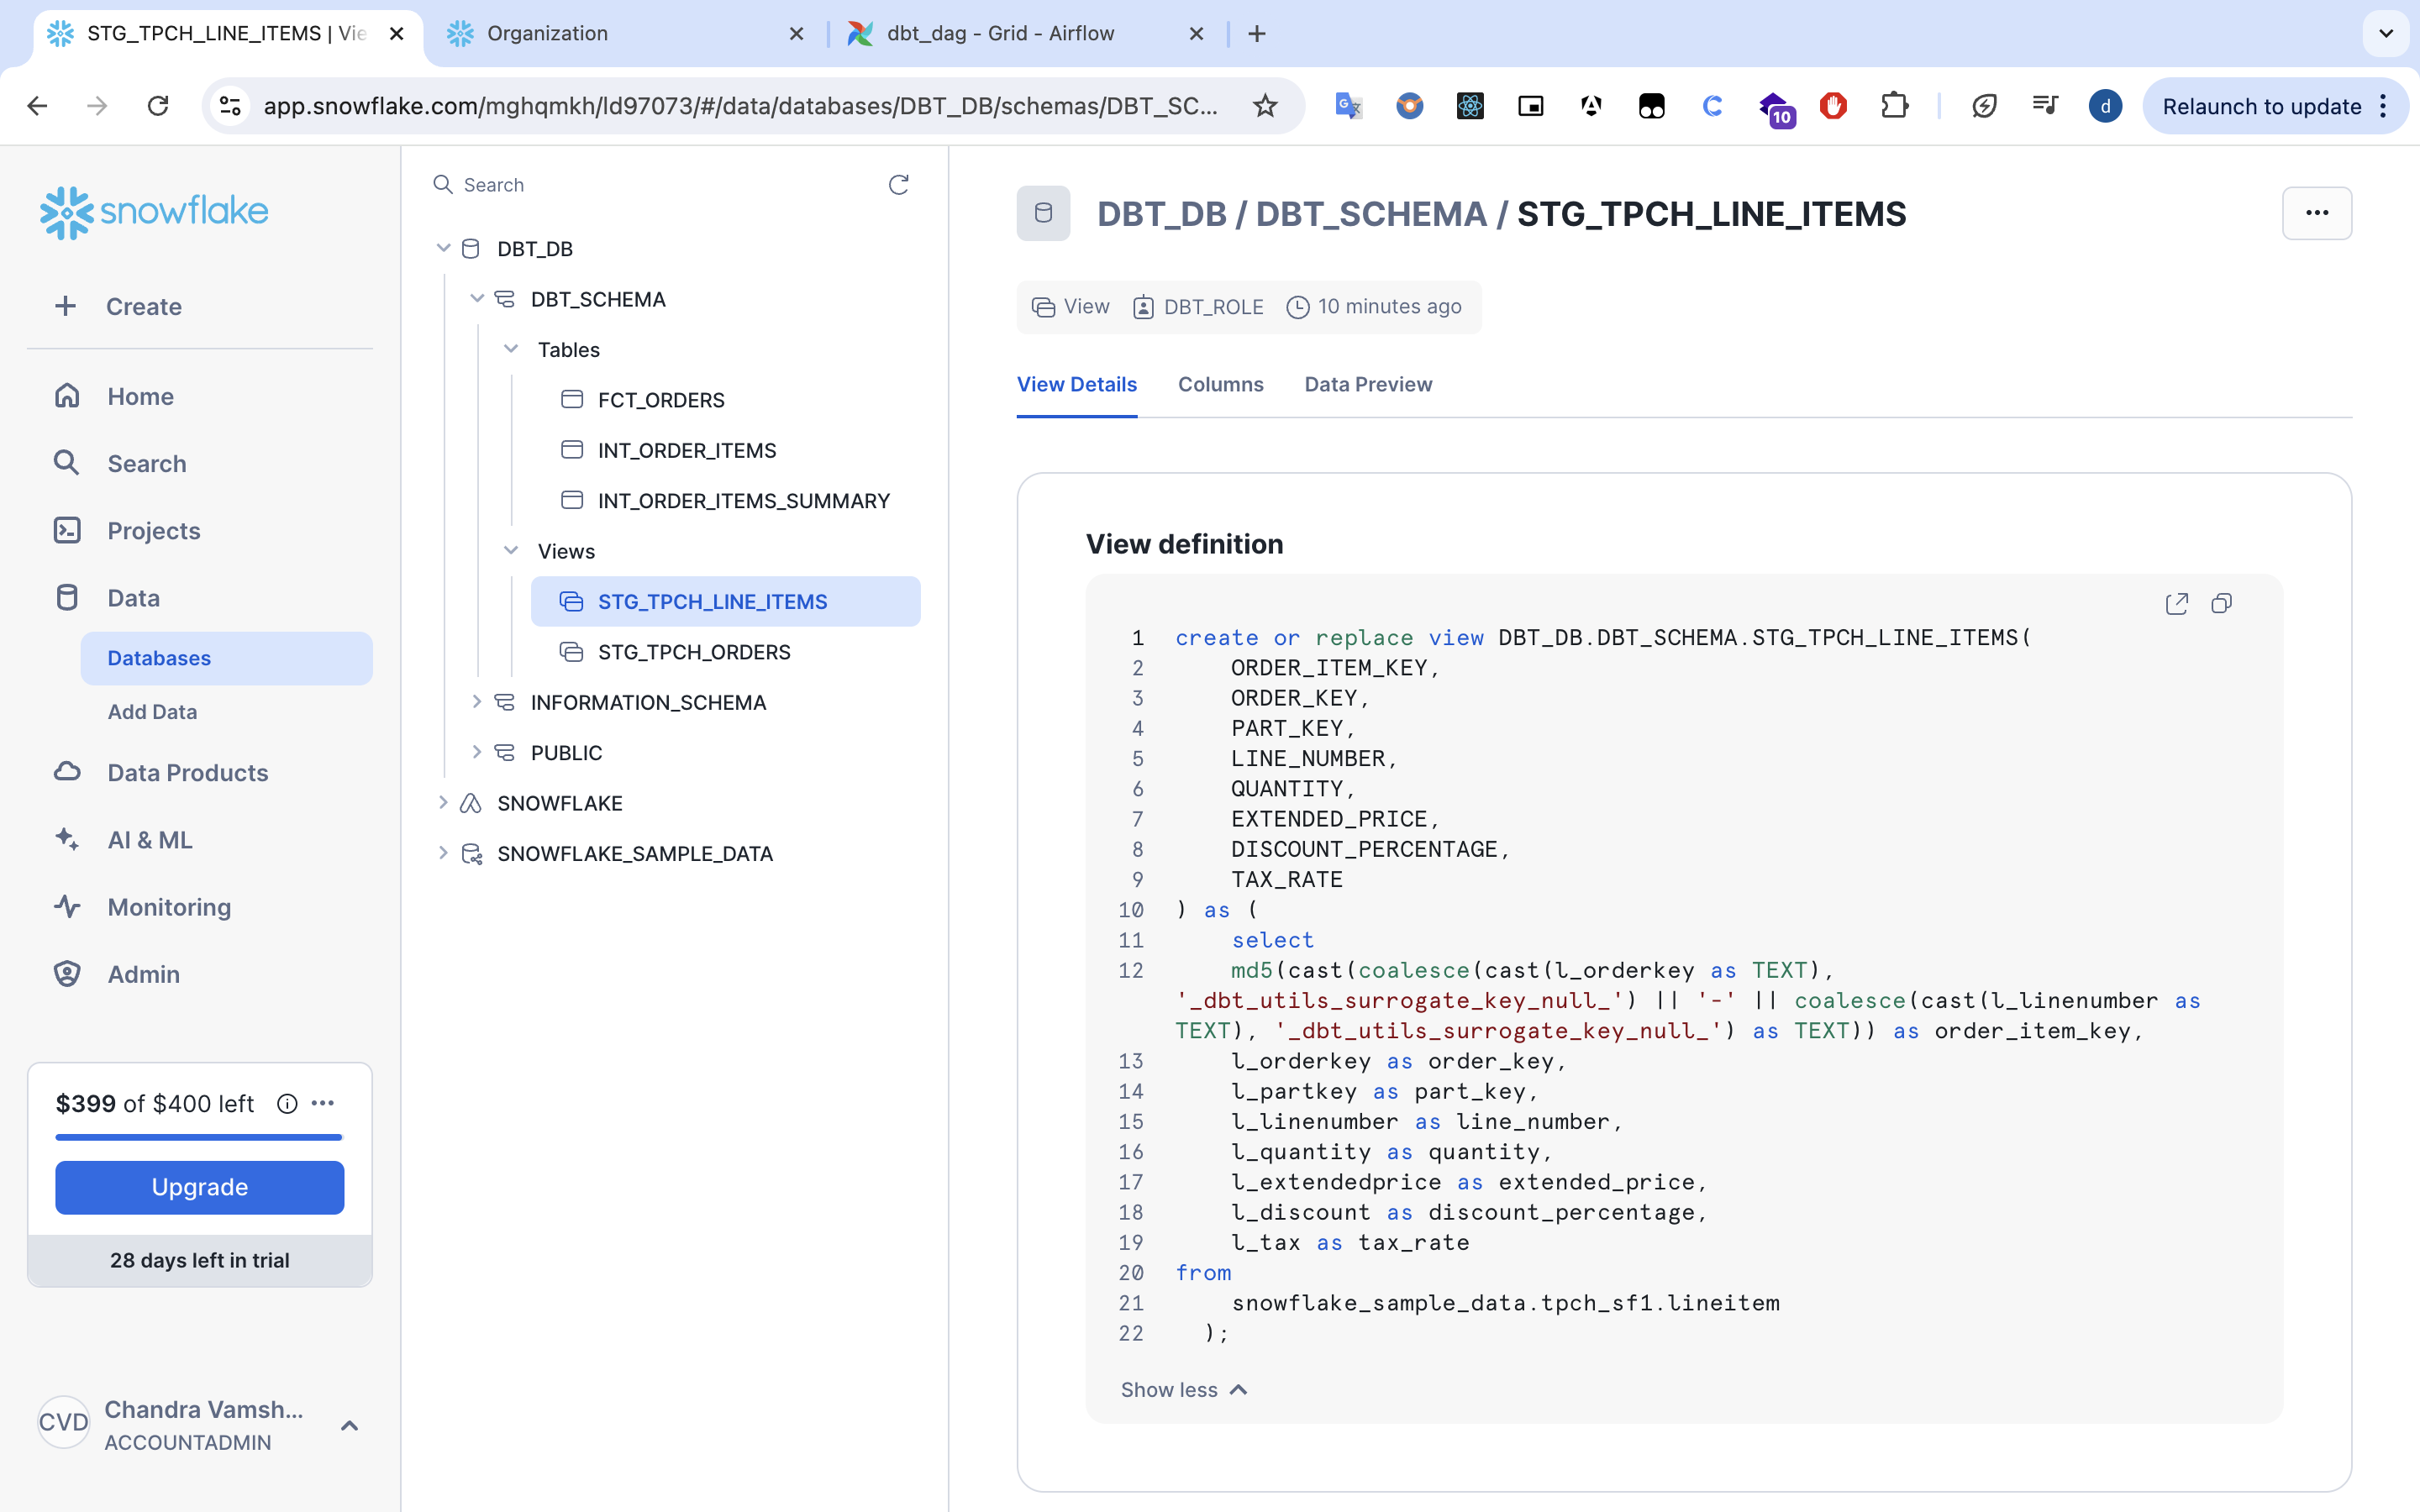 STG_TPCH_LINE_ITEMS | Vie
Organization
dbt_dag - Grid - Airflow
app.snowflake.com/mghqmkh/ld97073/#/data/databases/DBT_DB/schemas/DBT_SC...
10
d
Relaunch to update
snowflake
Create
Home
Search
Projects
Data
Databases
Add Data
Data Products
AI & ML
Monitoring
Admin
$399 of $400 left
Upgrade
28 days left in trial
CVD
Chandra Vamsh...
ACCOUNTADMIN
Search
DBT_DB
DBT_SCHEMA
Tables
FCT_ORDERS
INT_ORDER_ITEMS
INT_ORDER_ITEMS_SUMMARY
Views
STG_TPCH_LINE_ITEMS
STG_TPCH_ORDERS
INFORMATION_SCHEMA
PUBLIC
SNOWFLAKE
SNOWFLAKE_SAMPLE_DATA
DBT_DB / DBT_SCHEMA / STG_TPCH_LINE_ITEMS
View DBT_ROLE 10 minutes ago
View Details Columns Data Preview
View definition
1 create or replace view DBT_DB.DBT_SCHEMA.STG_TPCH_LINE_ITEMS(
2 ORDER_ITEM_KEY,
3 ORDER_KEY,
4 PART_KEY,
5 LINE_NUMBER,
6 QUANTITY,
7 EXTENDED_PRICE,
8 DISCOUNT_PERCENTAGE,
9 TAX_RATE
10 ) as (
11 select
12 md5(cast(coalesce(cast(l_orderkey as TEXT),
'_dbt_utils_surrogate_key_null_') || '-' || coalesce(cast(l_linenumber as
TEXT), '_dbt_utils_surrogate_key_null_') as TEXT)) as order_item_key,
13 l_orderkey as order_key,
14 l_partkey as part_key,
15 l_linenumber as line_number,
16 l_quantity as quantity,
17 l_extendedprice as extended_price,
18 l_discount as discount_percentage,
19 l_tax as tax_rate
20 from
21 snowflake_sample_data.tpch_sf1.lineitem
22 );
Show less